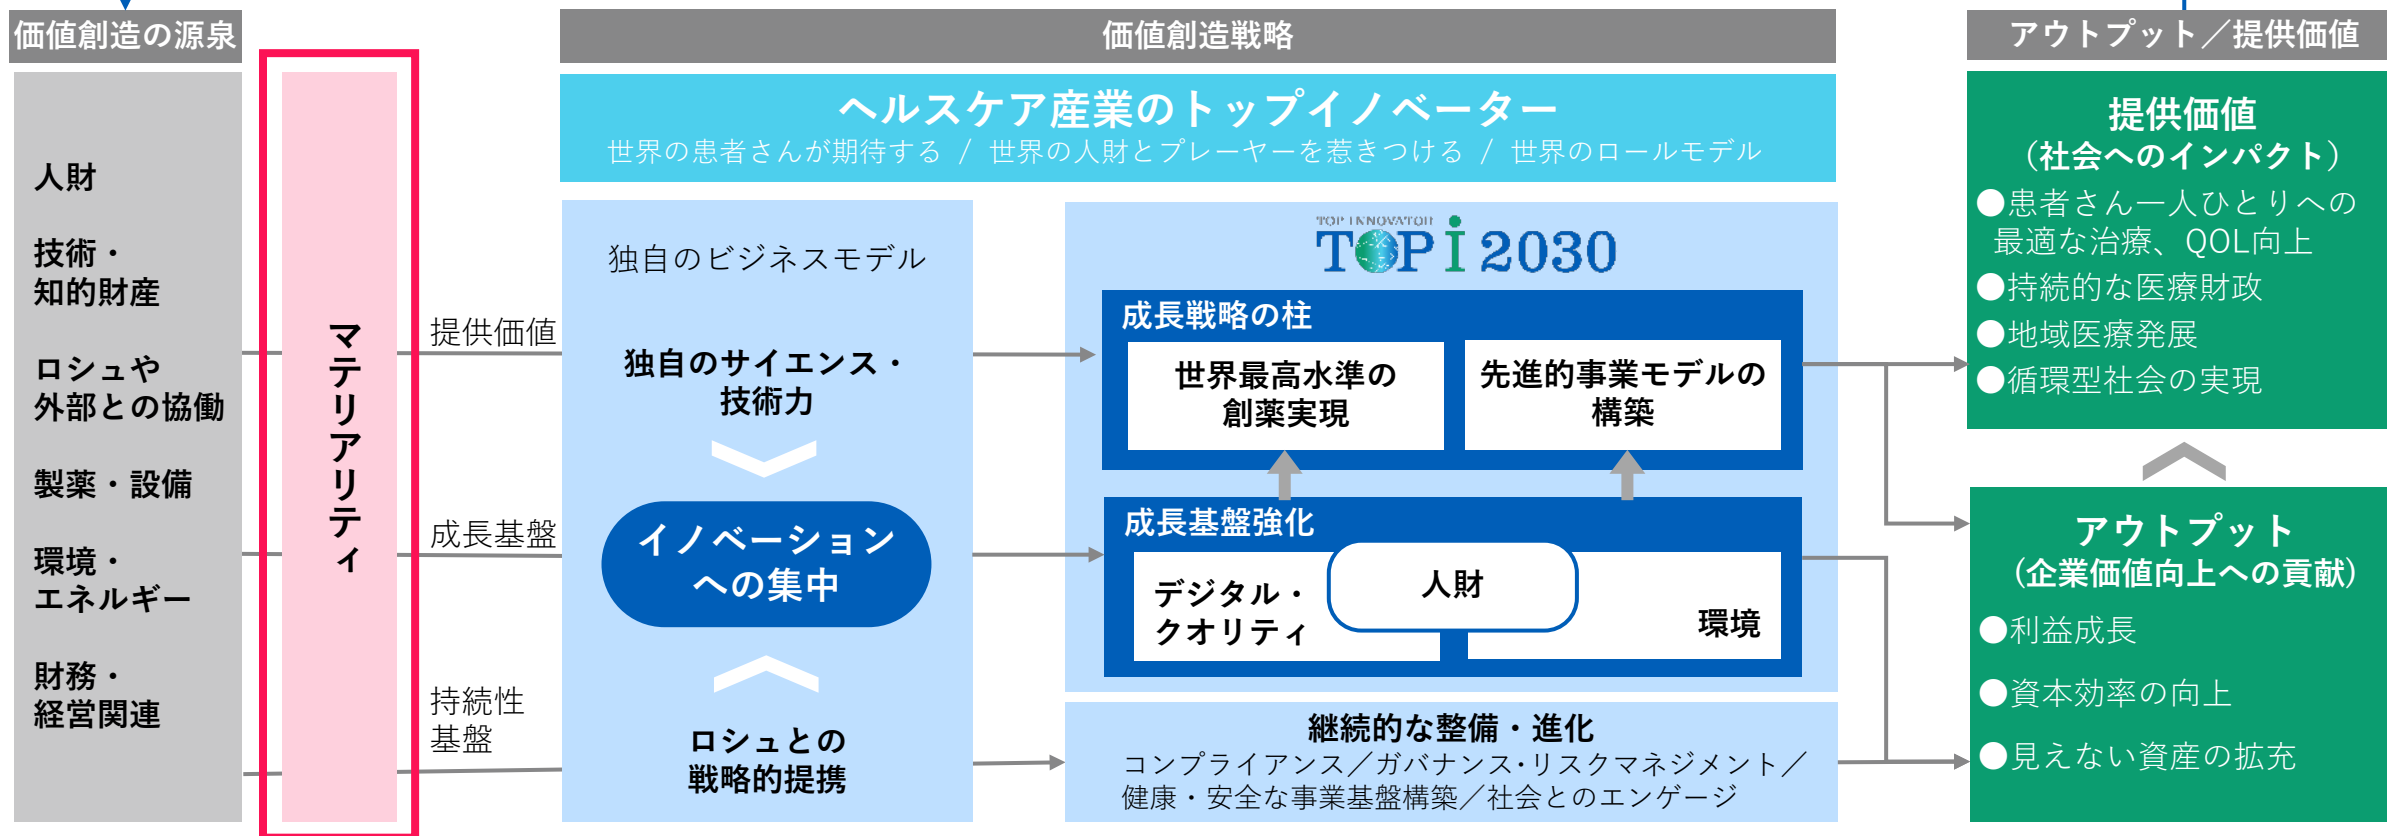 価値創造の源泉
人財
技術・
知的財産
ロシュや
外部との協働
製薬・設備
環境・
エネルギー
財務・
経営関連
マテリアリティ
提供価値
成長基盤
持続性
基盤
価値創造戦略
ヘルスケア産業のトップイノベーター
世界の患者さんが期待する / 世界の人財とプレーヤーを惹きつける / 世界のロールモデル
独自のビジネスモデル
独自のサイエンス・
技術力
イノベーション
への集中
ロシュとの
戦略的提携
TOP INNOVATOR
TOP i 2030
成長戦略の柱
世界最高水準の
創薬実現
先進的事業モデルの
構築
成長基盤強化
デジタル・
クオリティ
人財
環境
継続的な整備・進化
コンプライアンス／ガバナンス・リスクマネジメント／
健康・安全な事業基盤構築／社会とのエンゲージ
アウトプット／提供価値
提供価値
（社会へのインパクト）
●患者さん一人ひとりへの
最適な治療、QOL向上
●持続的な医療財政
●地域医療発展
●循環型社会の実現
アウトプット
（企業価値向上への貢献）
●利益成長
●資本効率の向上
●見えない資産の拡充